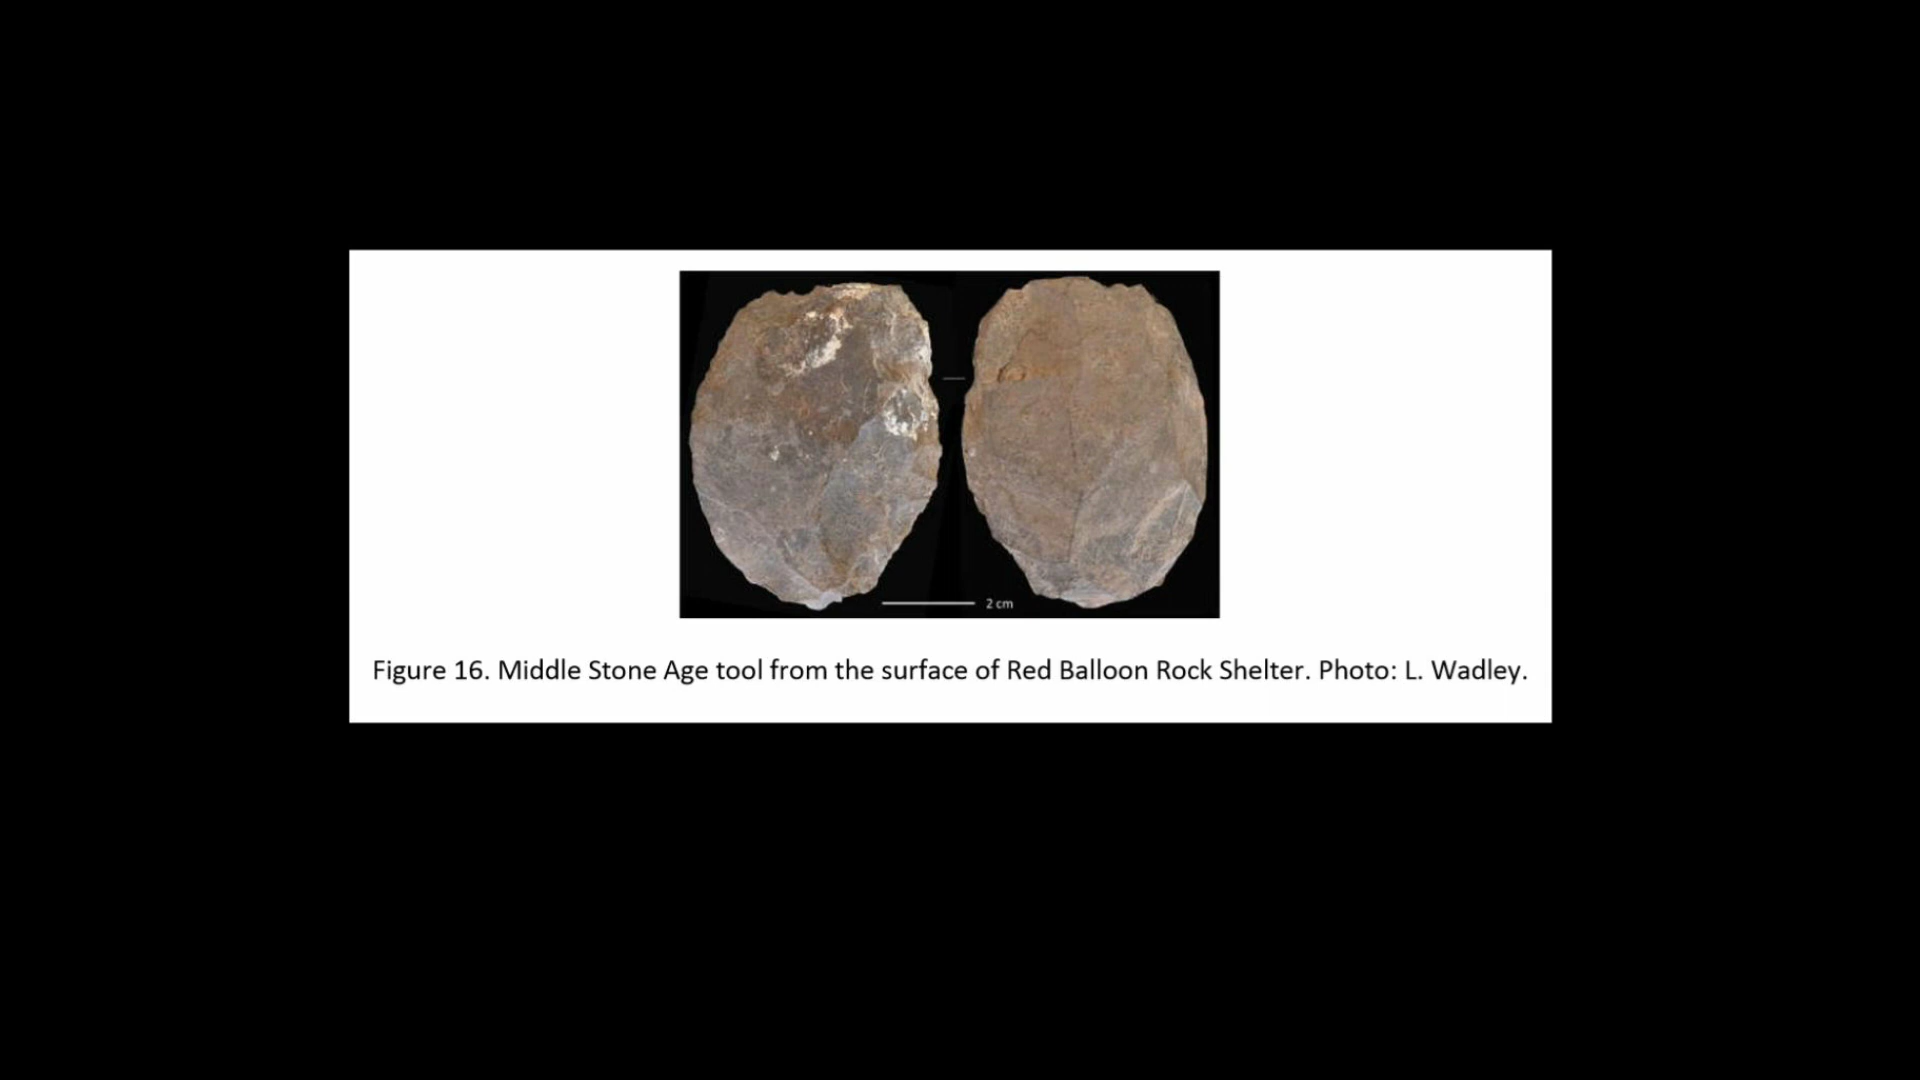 2 cm
Figure 16. Middle Stone Age tool from the surface of Red Balloon Rock Shelter. Photo: L. Wadley.